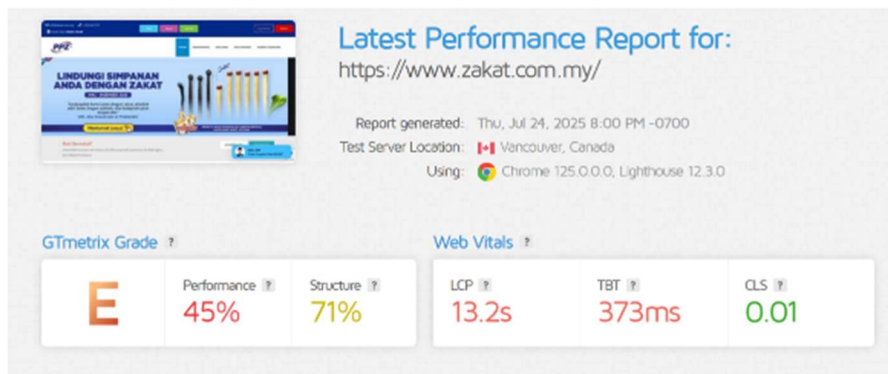 PPZ
LINDUNGI SIMPANAN
ANDA DENGAN ZAKAT
Latest Performance Report for:
https://www.zakat.com.my/
Report generated: Thu, Jul 24, 2025 8:00 PM -0700
Test Server Location: Vancouver, Canada
Using: Chrome 125.0.0.0, Lighthouse 12.3.0
GTmetrix Grade ?
Web Vitals ?
E
Performance ?
45%
Structure ?
71%
LCP ?
13.2s
TBT ?
373ms
CLS ?
0.01